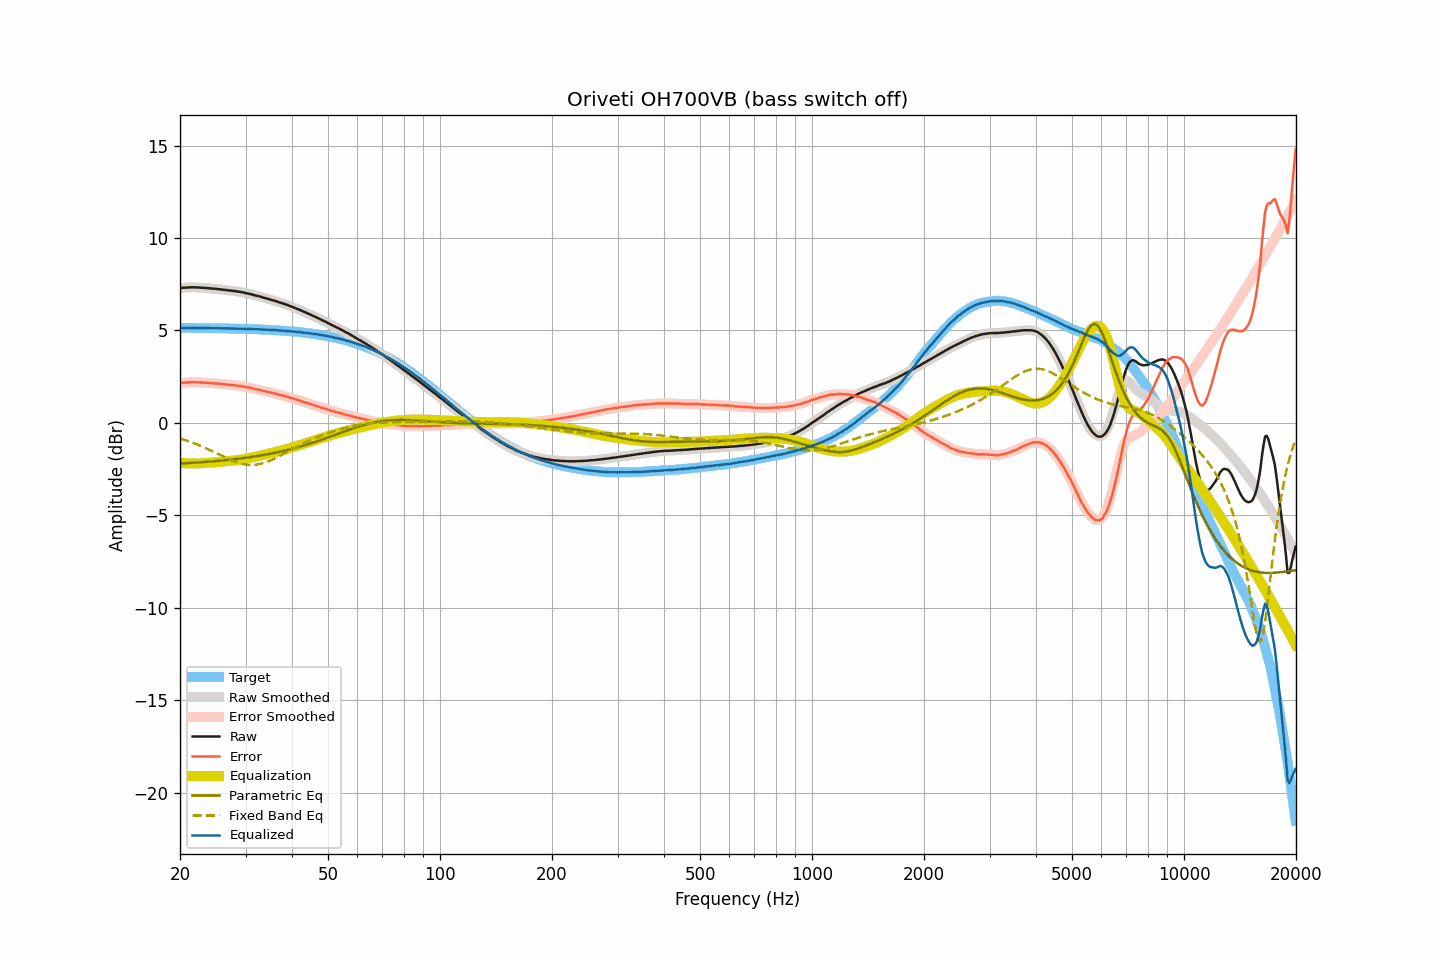 Oriveti OH700VB (bass switch off)
15
10
5
0
−5
−10
−15
−20
Amplitude (dBr)
Target
Raw Smoothed
Error Smoothed
Raw
Error
Equalization
Parametric Eq
Fixed Band Eq
Equalized
20 50 100 200 500 1000 2000 5000 10000 20000
Frequency (Hz)